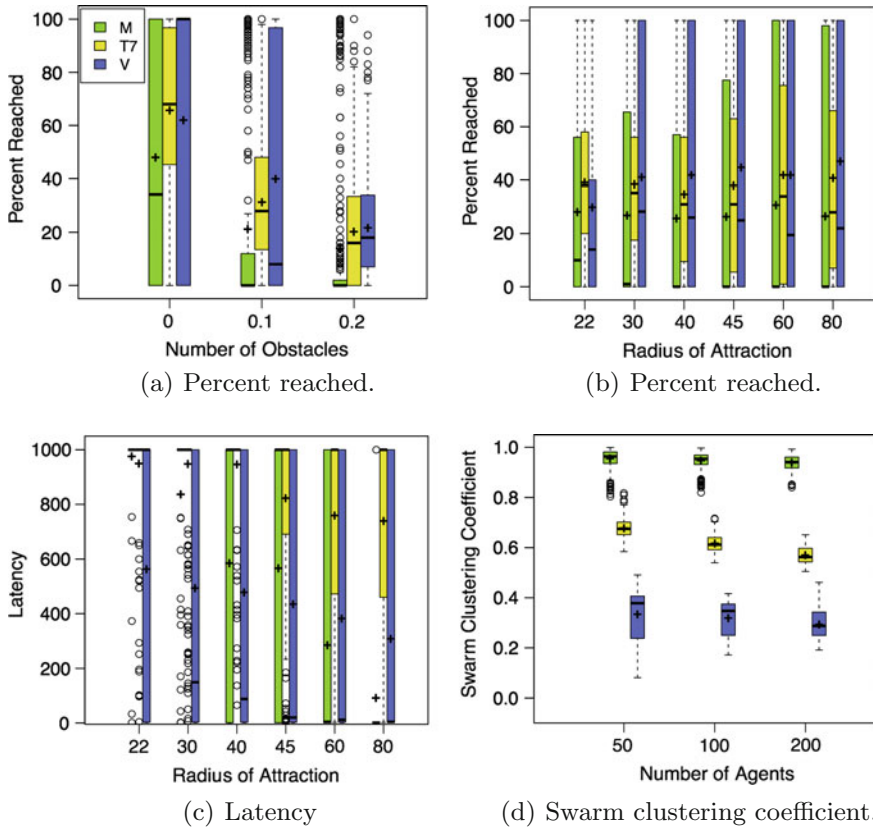 M
T7
V
Percent Reached
100
80
60
40
20
0
0
0.1
0.2
Number of Obstacles
(a) Percent reached.
Percent Reached
100
80
60
40
20
0
22
30
40
45
60
80
Radius of Attraction
(b) Percent reached.
Latency
1000
800
600
400
200
0
22
30
40
45
60
80
Radius of Attraction
(c) Latency
Swarm Clustering Coefficient
1.0
0.8
0.6
0.4
0.2
0.0
50
100
200
Number of Agents
(d) Swarm clustering coefficient.